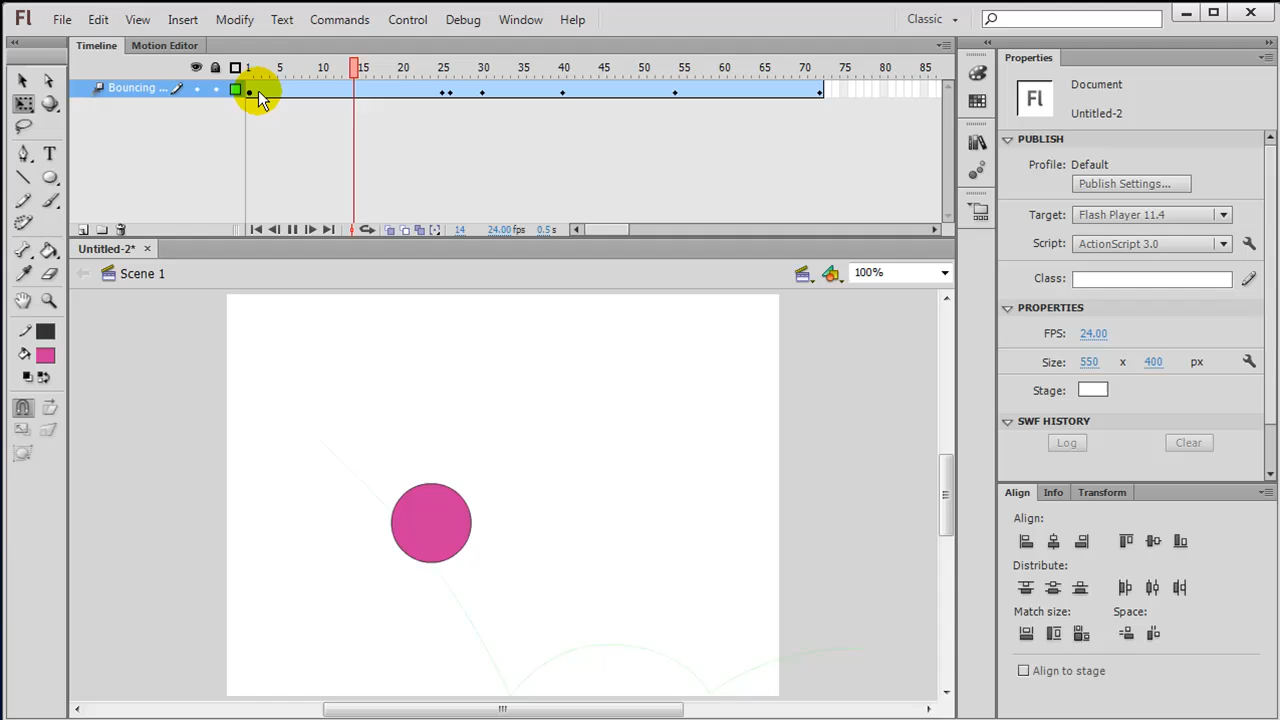 Fl File Edit View Insert Modify Text Commands Control Debug Window Help Classic
Timeline Motion Editor
1 5 10 15 20 25 30 35 40 45 50 55 60 65 70 75 80 85
Bouncing ...
14 24.00 fps 0.5 s
Untitled-2*
Scene 1
100%
Properties
Fl Document
Untitled-2
PUBLISH
Profile: Default
Publish Settings...
Target: Flash Player 11.4
Script: ActionScript 3.0
Class:
PROPERTIES
FPS: 24.00
Size: 550 x 400 px
Stage:
SWF HISTORY
Log Clear
Align Info Transform
Align:
Distribute:
Match size: Space:
Align to stage